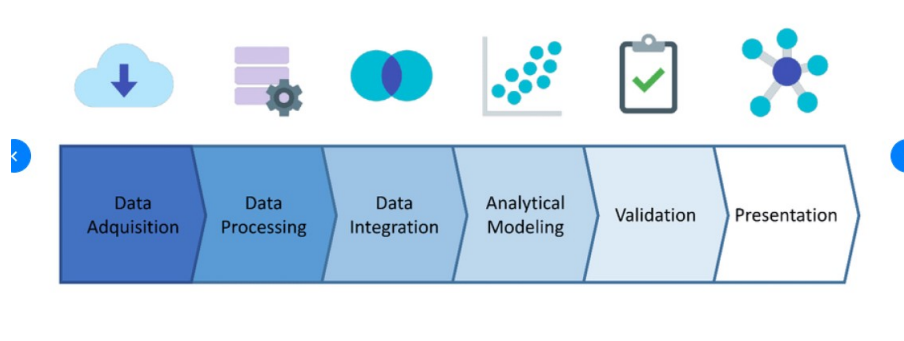 Data
Adquisition
Data
Processing
Data
Integration
Analytical
Modeling
Validation
Presentation